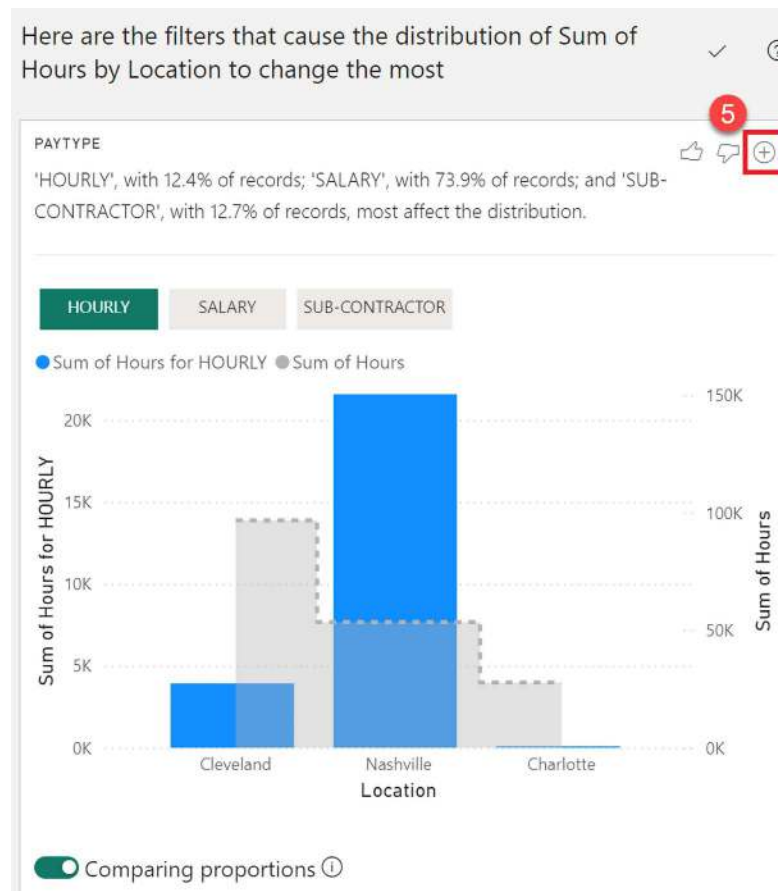 Here are the filters that cause the distribution of Sum of
Hours by Location to change the most
5
PAYTYPE
'HOURLY', with 12.4% of records; 'SALARY', with 73.9% of records; and 'SUB-
CONTRACTOR', with 12.7% of records, most affect the distribution.
HOURLY SALARY SUB-CONTRACTOR
Sum of Hours for HOURLY Sum of Hours
20K
15K
10K
5K
0K
Sum of Hours for HOURLY
150K
100K
50K
0K
Sum of Hours
Cleveland Nashville Charlotte
Location
Comparing proportions